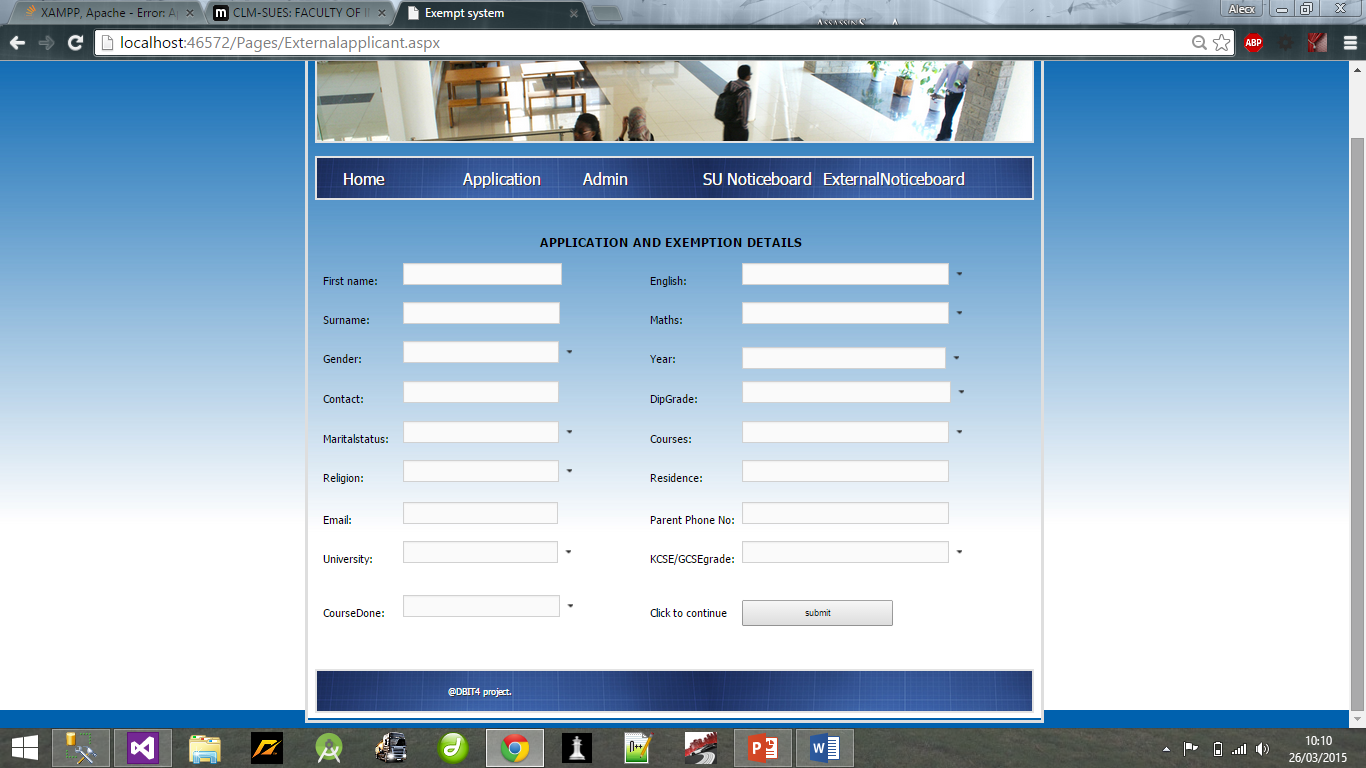 XAMPP, Apache - Error: A
CLM-SUES: FACULTY OF I
Exempt system
Alecx
localhost:46572/Pages/Externalapplicant.aspx
ABP
Home Application Admin SU Noticeboard ExternalNoticeboard
APPLICATION AND EXEMPTION DETAILS
First name: English:
Surname: Maths:
Gender: Year:
Contact: DipGrade:
Maritalstatus: Courses:
Religion: Residence:
Email: Parent Phone No:
University: KCSE/GCSEgrade:
CourseDone: Click to continue submit
@DBIT4 project.
10:10
26/03/2015